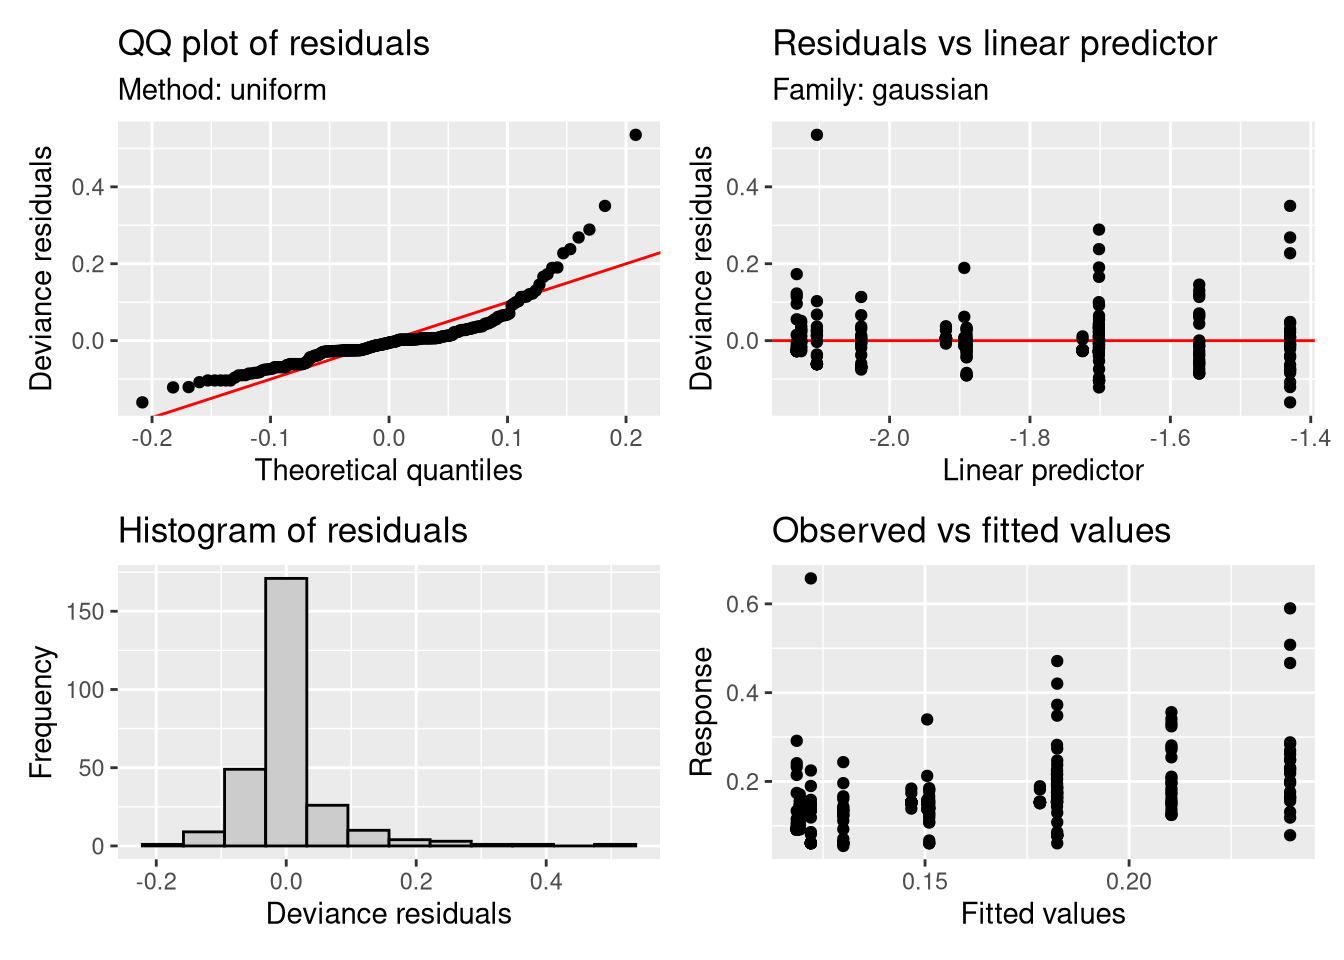 QQ plot of residuals
Method: uniform
Deviance residuals
0.4
0.2
0.0
-0.2 -0.1 0.0 0.1 0.2
Theoretical quantiles
Residuals vs linear predictor
Family: gaussian
Deviance residuals
0.4
0.2
0.0
-2.0 -1.8 -1.6 -1.4
Linear predictor
Histogram of residuals
Frequency
150
100
50
0
-0.2 0.0 0.2 0.4
Deviance residuals
Observed vs fitted values
Response
0.6
0.4
0.2
0.15 0.20
Fitted values